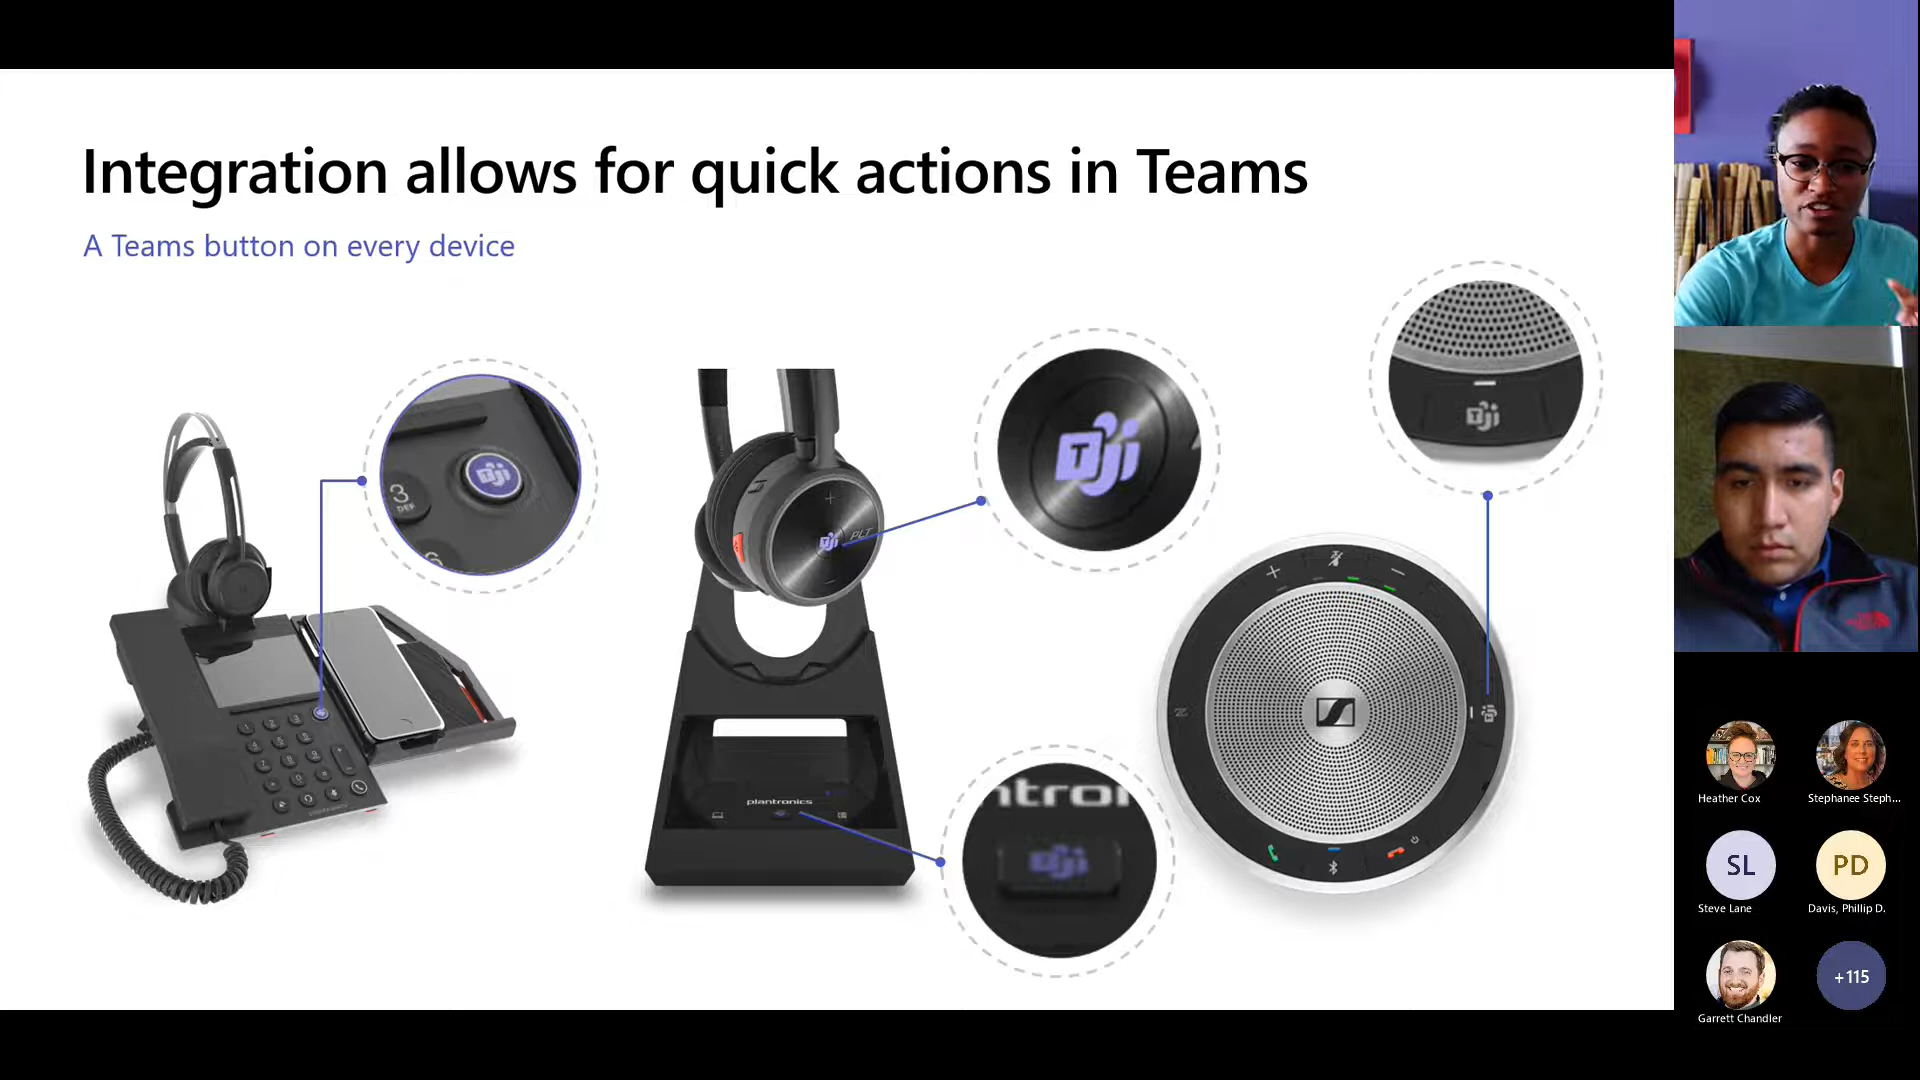 Integration allows for quick actions in Teams
A Teams button on every device
3
DEF
T
T
PLT
plantronics
ntron
T
Heather Cox
Stephanee Steph...
SL
PD
Steve Lane
Davis, Phillip D.
+115
Garrett Chandler